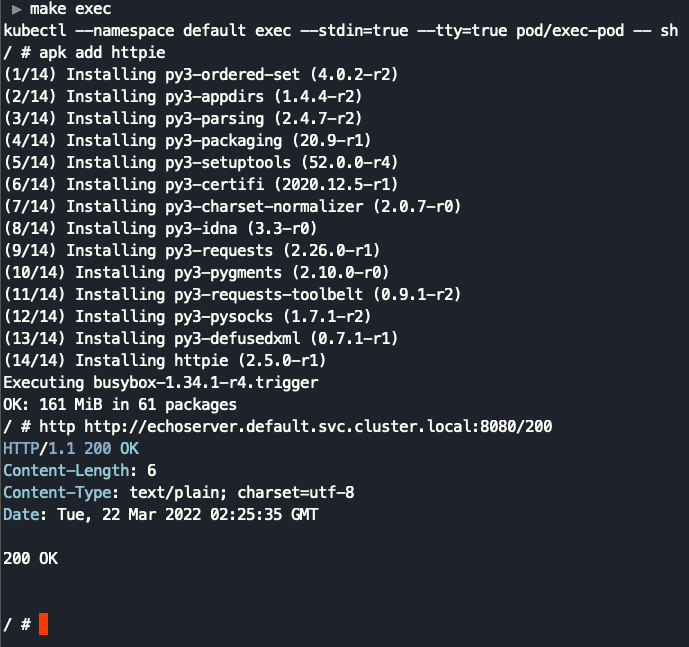 ▶ make exec
kubectl --namespace default exec --stdin=true --tty=true pod/exec-pod -- sh
/ # apk add httpie
(1/14) Installing py3-ordered-set (4.0.2-r2)
(2/14) Installing py3-appdirs (1.4.4-r2)
(3/14) Installing py3-parsing (2.4.7-r2)
(4/14) Installing py3-packaging (20.9-r1)
(5/14) Installing py3-setuptools (52.0.0-r4)
(6/14) Installing py3-certifi (2020.12.5-r1)
(7/14) Installing py3-charset-normalizer (2.0.7-r0)
(8/14) Installing py3-idna (3.3-r0)
(9/14) Installing py3-requests (2.26.0-r1)
(10/14) Installing py3-pygments (2.10.0-r0)
(11/14) Installing py3-requests-toolbelt (0.9.1-r2)
(12/14) Installing py3-pysocks (1.7.1-r2)
(13/14) Installing py3-defusedxml (0.7.1-r1)
(14/14) Installing httpie (2.5.0-r1)
Executing busybox-1.34.1-r4.trigger
OK: 161 MiB in 61 packages
/ # http http://echoserver.default.svc.cluster.local:8080/200
HTTP/1.1 200 OK
Content-Length: 6
Content-Type: text/plain; charset=utf-8
Date: Tue, 22 Mar 2022 02:25:35 GMT
200 OK
/ #